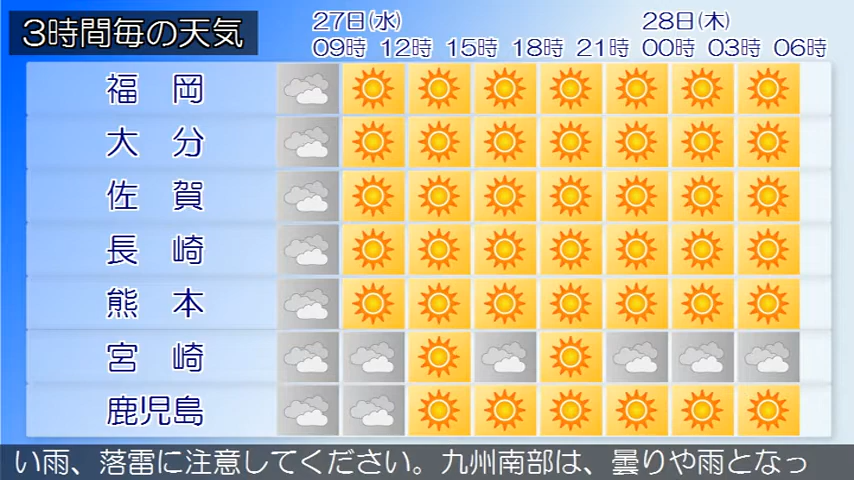 3時間毎の天気
27日(水) 28日(木)
09時 12時 15時 18時 21時 00時 03時 06時
福岡
大分
佐賀
長崎
熊本
宮崎
鹿児島
い雨、落雷に注意してください。九州南部は、曇りや雨となっ